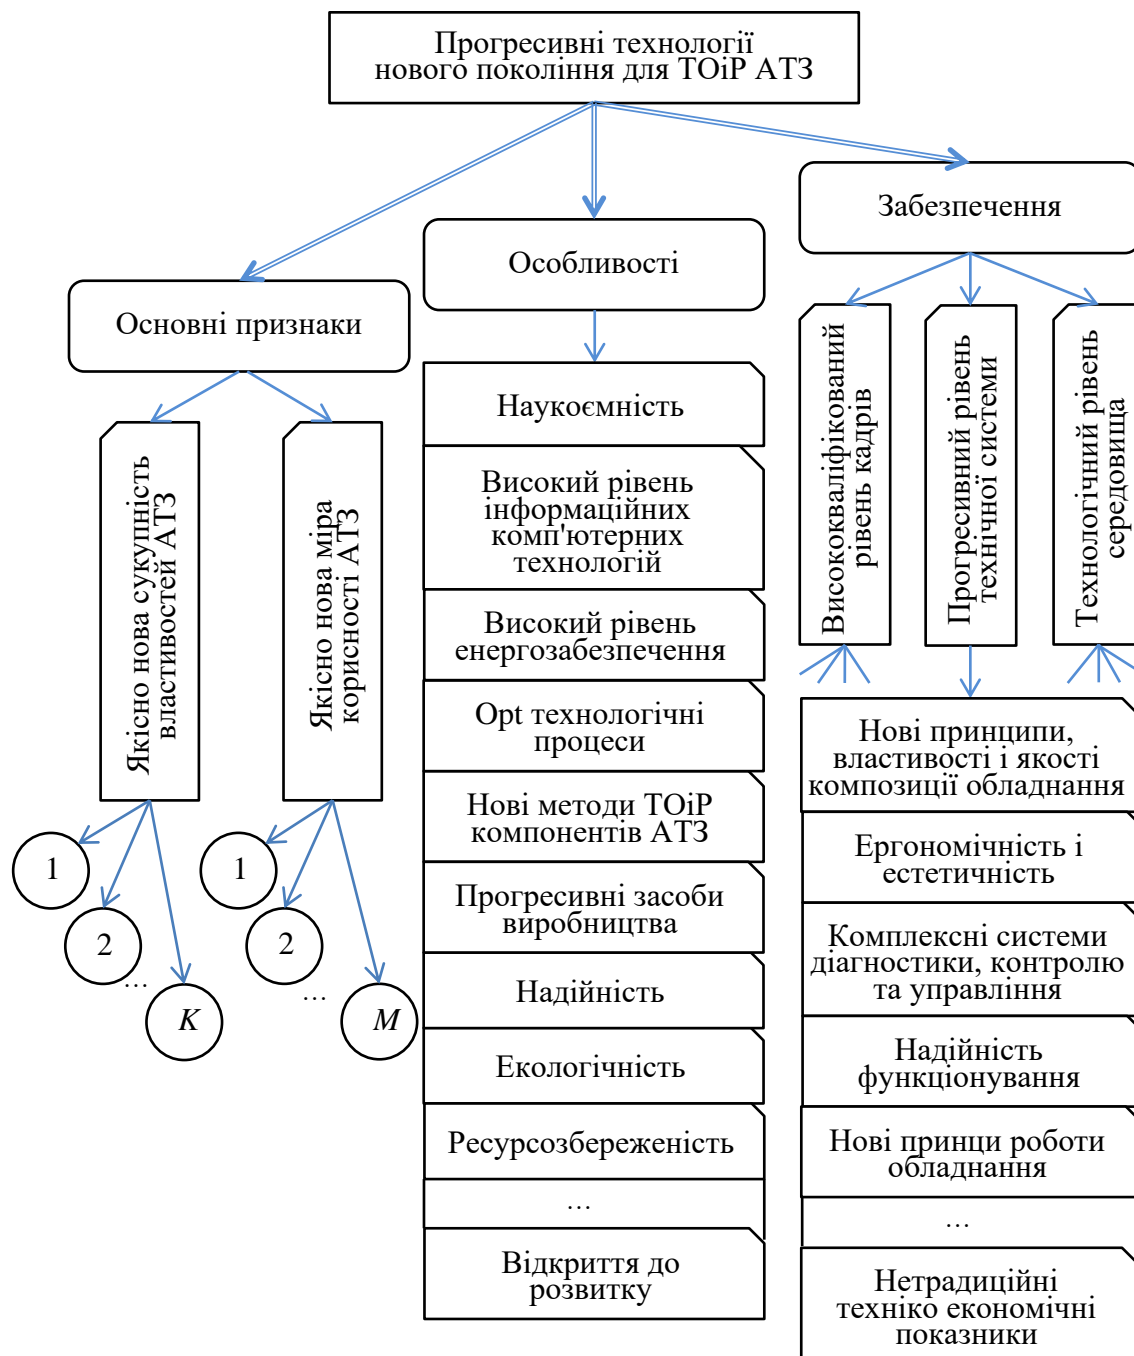 Прогресивні технології
нового покоління для ТОіР АТЗ
Основні признаки
Якісно нова сукупність
властивостей АТЗ
1
2
...
K
Якісно нова міра
корисності АТЗ
1
2
...
M
Особливості
Наукоємність
Високий рівень
інформаційних
комп'ютерних
технологій
Високий рівень
енергозабезпечення
Opt технологічні
процеси
Нові методи ТОіР
компонентів АТЗ
Прогресивні засоби
виробництва
Надійність
Екологічність
Ресурсозбереженість
...
Відкриття до
розвитку
Забезпечення
Висококваліфікований
рівень кадрів
Прогресивний рівень
технічної системи
Технологічний рівень
середовища
Нові принципи,
властивості і якості
композиції обладнання
Ергономічність і
естетичність
Комплексні системи
діагностики, контролю
та управління
Надійність
функціонування
Нові принци роботи
обладнання
...
Нетрадиційні
техніко економічні
показники